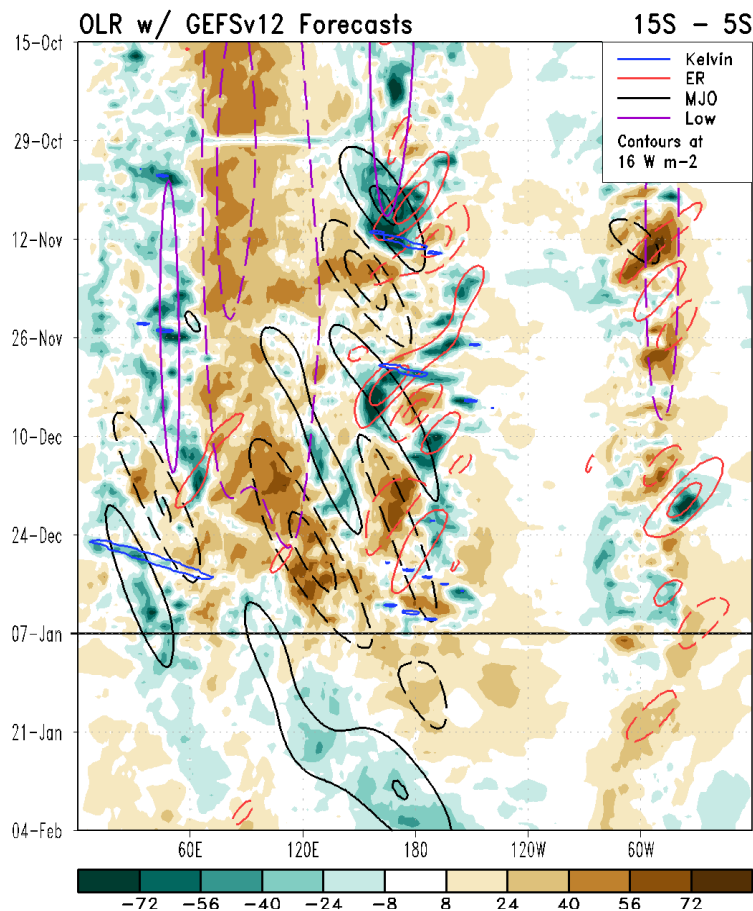 OLR w/ GEFSv12 Forecasts 15S - 5S
15-Oct
29-Oct
12-Nov
26-Nov
10-Dec
24-Dec
07-Jan
21-Jan
04-Feb
Kelvin
ER
MJO
Low
Contours at
16 W m-2
60E 120E 180 120W 60W
-72 -56 -40 -24 -8 8 24 40 56 72